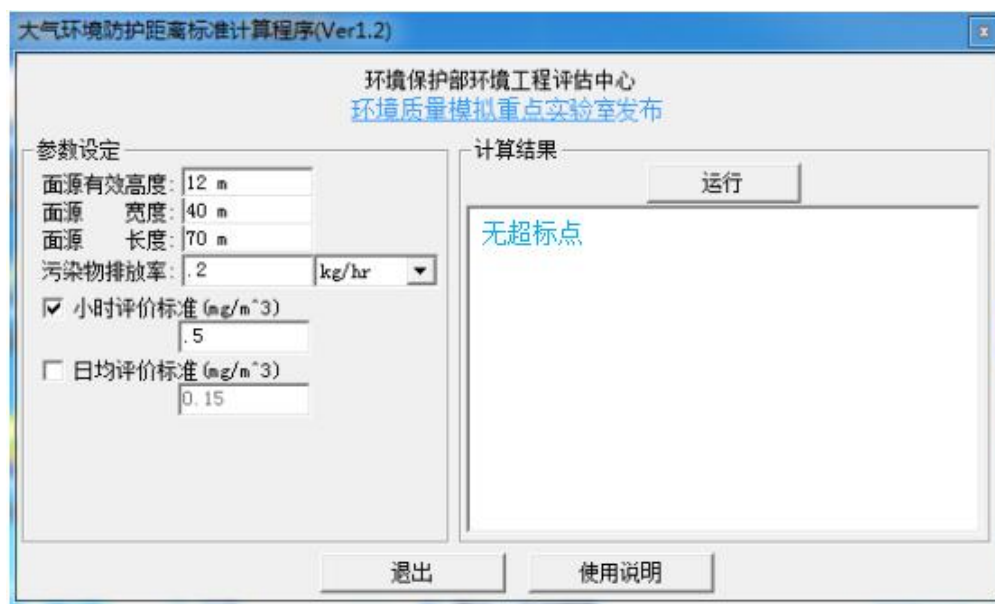 大气环境防护距离标准计算程序(Ver1.2)
环境保护部环境工程评估中心
环境质量模拟重点实验室发布
参数设定
面源有效高度: 12 m
面源 宽度: 40 m
面源 长度: 70 m
污染物排放率: .2 kg/hr
小时评价标准(mg/m^3)
.5
日均评价标准(mg/m^3)
0.15
计算结果
运行
无超标点
退出
使用说明